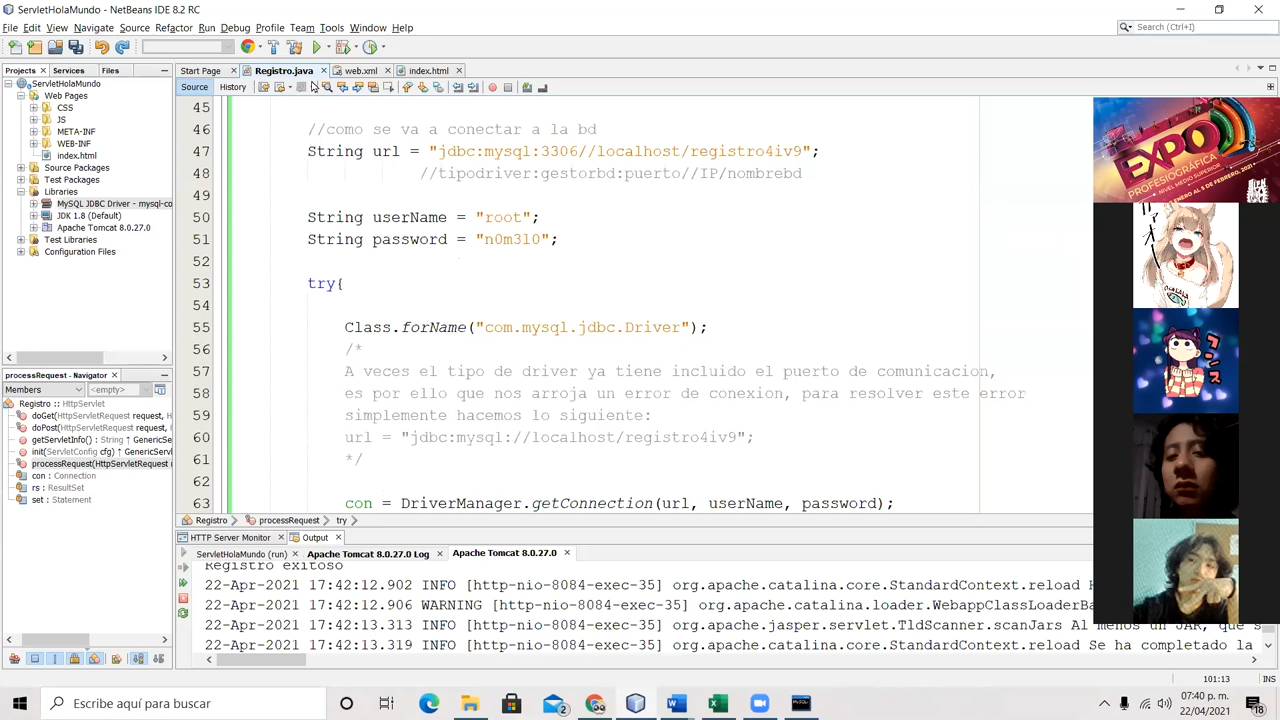 ServletHolaMundo - NetBeans IDE 8.2 RC
File Edit View Navigate Source Refactor Run Debug Profile Team Tools Window Help
Search (Ctrl+I)
Projects Services Files
Start Page Registro.java web.xml index.html
Source History
ServletHolaMundo
Web Pages
CSS
JS
META-INF
WEB-INF
index.html
Source Packages
Test Packages
Libraries
MySQL JDBC Driver - mysql-co
JDK 1.8 (Default)
Apache Tomcat 8.0.27.0
Test Libraries
Configuration Files
45
46 //como se va a conectar a la bd
47 String url = "jdbc:mysql:3306//localhost/registro4iv9";
48 //tipodriver:gestorbd:puerto//IP/nombrebd
49
50 String userName = "root";
51 String password = "n0m3l0";
52
53 try{
54
55 Class.forName("com.mysql.jdbc.Driver");
56 /*
57 A veces el tipo de driver ya tiene incluido el puerto de comunicacion,
58 es por ello que nos arroja un error de conexion, para resolver este error
59 simplemente hacemos lo siguiente:
60 url = "jdbc:mysql://localhost/registro4iv9";
61 */
62
63 con = DriverManager.getConnection(url, userName, password);
processRequest - Navigator
Members <empty>
Registro :: HttpServlet
doGet(HttpServletRequest request,
doPost(HttpServletRequest request,
getServletInfo() : String ↑ GenericSe
init(ServletConfig cfg) ↑ GenericServ
processRequest(HttpServletRequest
con : Connection
rs : ResultSet
set : Statement
Registro processRequest try
HTTP Server Monitor Output
ServletHolaMundo (run) Apache Tomcat 8.0.27.0 Log Apache Tomcat 8.0.27.0
Registro exitoso
22-Apr-2021 17:42:12.902 INFO [http-nio-8084-exec-35] org.apache.catalina.core.StandardContext.reload
22-Apr-2021 17:42:12.906 WARNING [http-nio-8084-exec-35] org.apache.catalina.loader.WebappClassLoaderBa
22-Apr-2021 17:42:13.313 INFO [http-nio-8084-exec-35] org.apache.jasper.servlet.TldScanner.scanJars Al menos un JAR, que s
22-Apr-2021 17:42:13.319 INFO [http-nio-8084-exec-35] org.apache.catalina.core.StandardContext.reload Se ha completado la
101:13 INS
EXPO
PROFESIOGRÁFICA
NIVEL MEDIO SUPERIOR
Escribe aquí para buscar
07:40 p. m.
22/04/2021
18